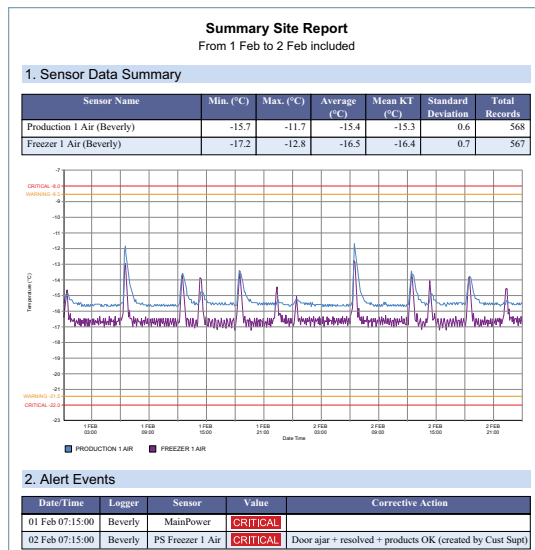 Summary Site Report
From 1 Feb to 2 Feb included
1. Sensor Data Summary
Sensor Name Min. (°C) Max. (°C) Average (°C) Mean KT (°C) Standard Deviation Total Records
Production 1 Air (Beverly) -15.7 -11.7 -15.4 -15.3 0.6 568
Freezer 1 Air (Beverly) -17.2 -12.8 -16.5 -16.4 0.7 567
Temperature (°C)
-7
CRITICAL -8.0
WARNING -8.5
-9
-10
-11
-12
-13
-14
-15
-16
-17
-18
-19
-20
-21
WARNING -21.5
CRITICAL -22.0
-23
1 FEB 03:00
1 FEB 09:00
1 FEB 15:00
1 FEB 21:00
2 FEB 03:00
2 FEB 09:00
2 FEB 15:00
2 FEB 21:00
Date Time
PRODUCTION 1 AIR FREEZER 1 AIR
2. Alert Events
Date/Time Logger Sensor Value Corrective Action
01 Feb 07:15:00 Beverly MainPower CRITICAL
02 Feb 07:15:00 Beverly PS Freezer 1 Air CRITICAL Door ajar + resolved + products OK (created by Cust Supt)